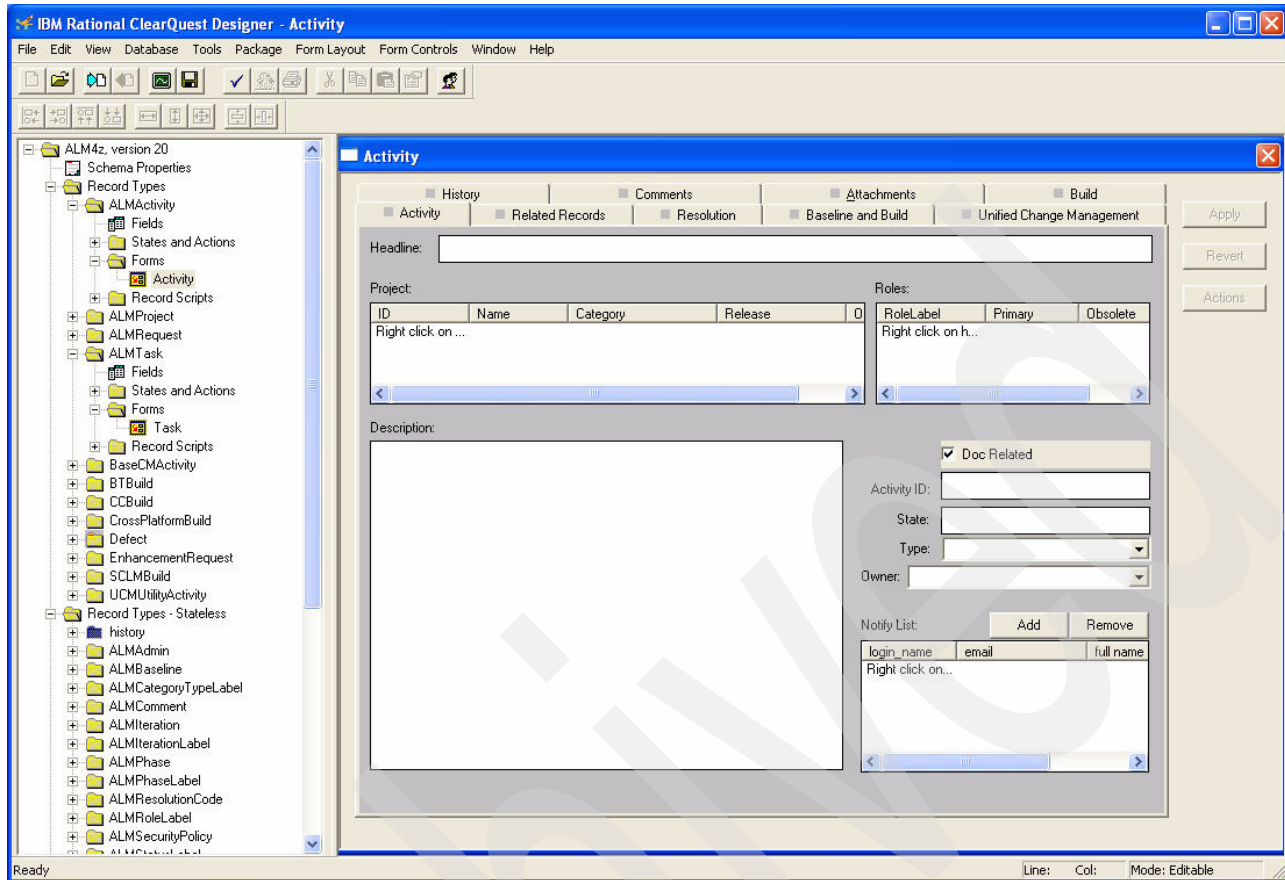 IBM Rational ClearQuest Designer - Activity
File Edit View Database Tools Package Form Layout Form Controls Window Help
ALM4z, version 20
Schema Properties
Record Types
ALMActivity
Fields
States and Actions
Forms
Activity
Record Scripts
ALMProject
ALMRequest
ALMTask
Fields
States and Actions
Forms
Task
Record Scripts
BaseCMActivity
BTBuild
CCBuild
CrossPlatformBuild
Defect
EnhancementRequest
SCLMBuild
UCMUtilityActivity
Record Types - Stateless
history
ALMAdmin
ALMBaseline
ALMCategoryTypeLabel
ALMComment
ALMIteration
ALMIterationLabel
ALMPhase
ALMPhaseLabel
ALMResolutionCode
ALMRoleLabel
ALMSecurityPolicy
Activity
History Comments Attachments Build
Activity Related Records Resolution Baseline and Build Unified Change Management
Apply
Revert
Actions
Headline:
Project: Roles:
ID Name Category Release O RoleLabel Primary Obsolete
Right click on ... Right click on h...
Description:
Doc Related
Activity ID:
State:
Type:
Owner:
Notify List: Add Remove
login_name email full name
Right click on...
Ready Line: Col: Mode: Editable